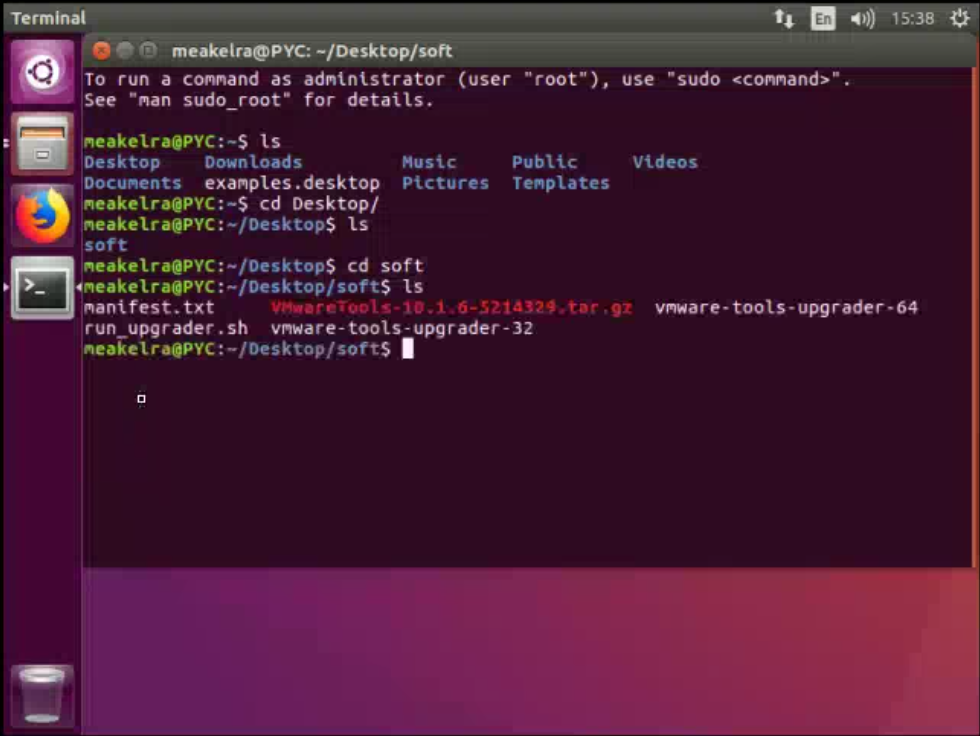 Terminal
En
15:38
meakelra@PYC: ~/Desktop/soft
To run a command as administrator (user "root"), use "sudo <command>".
See "man sudo_root" for details.
meakelra@PYC:~$ ls
Desktop Downloads Music Public Videos
Documents examples.desktop Pictures Templates
meakelra@PYC:~$ cd Desktop/
meakelra@PYC:~/Desktop$ ls
soft
meakelra@PYC:~/Desktop$ cd soft
meakelra@PYC:~/Desktop/soft$ ls
manifest.txt VMwareTools-10.1.6-5214329.tar.gz vmware-tools-upgrader-64
run_upgrader.sh vmware-tools-upgrader-32
meakelra@PYC:~/Desktop/soft$